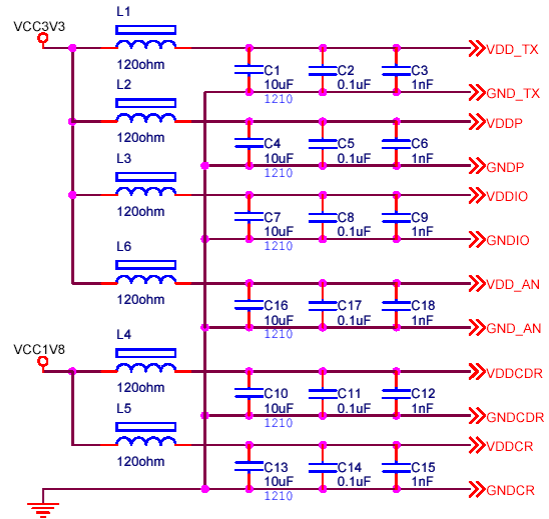 L1
VCC3V3
120ohm
VDD_TX
C1
C2
C3
10uF
0.1uF
1nF
1210
GND_TX
L2
120ohm
VDDP
C4
C5
C6
10uF
0.1uF
1nF
1210
GNDP
L3
120ohm
VDDIO
C7
C8
C9
10uF
0.1uF
1nF
1210
GNDIO
L6
120ohm
VDD_AN
C16
C17
C18
10uF
0.1uF
1nF
1210
GND_AN
L4
VCC1V8
120ohm
VDDCDR
C10
C11
C12
10uF
0.1uF
1nF
1210
GNDCDR
L5
120ohm
VDDCR
C13
C14
C15
10uF
0.1uF
1nF
1210
GNDCR